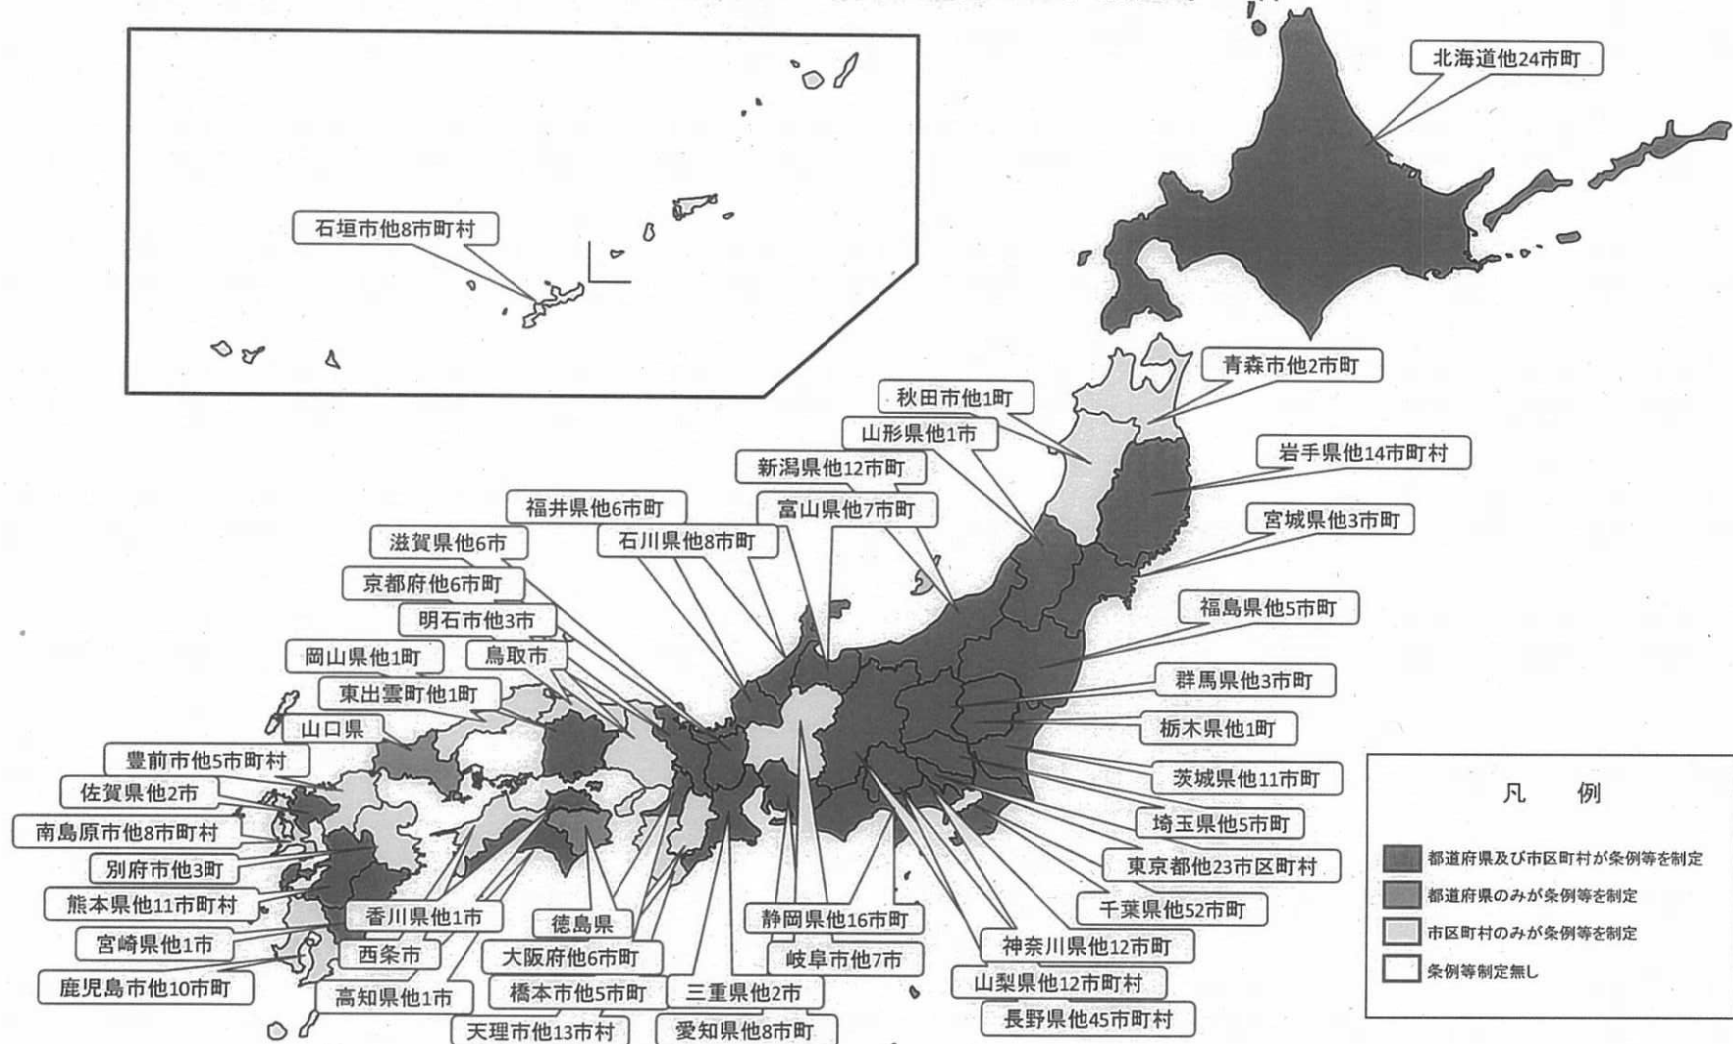 北海道他24市町
石垣市他8市町村
青森市他2市町
秋田市他1町
山形県他1市
岩手県他14市町村
新潟県他12市町
富山県他7市町
福井県他6市町
石川県他8市町
宮城県他3市町
滋賀県他6市
京都府他6市町
明石市他3市
福島県他5市町
岡山県他1町
鳥取市
東出雲町他1町
群馬県他3市町
山口県
栃木県他1町
豊前市他5市町村
茨城県他11市町
佐賀県他2市
埼玉県他5市町
南島原市他8市町村
別府市他3町
東京都他23市区町村
熊本県他11市町村
香川県他1市
徳島県
静岡県他16市町
千葉県他52市町
宮崎県他1市
西条市
大阪府他6市町
岐阜市他7市
神奈川県他12市町
鹿児島市他10市町
高知県他1市
橋本市他5市町
三重県他2市
山梨県他12市町村
天理市他13市村
愛知県他8市町
長野県他45市町村
凡　例
都道府県及び市区町村が条例等を制定
都道府県のみが条例等を制定
市区町村のみが条例等を制定
条例等制定無し